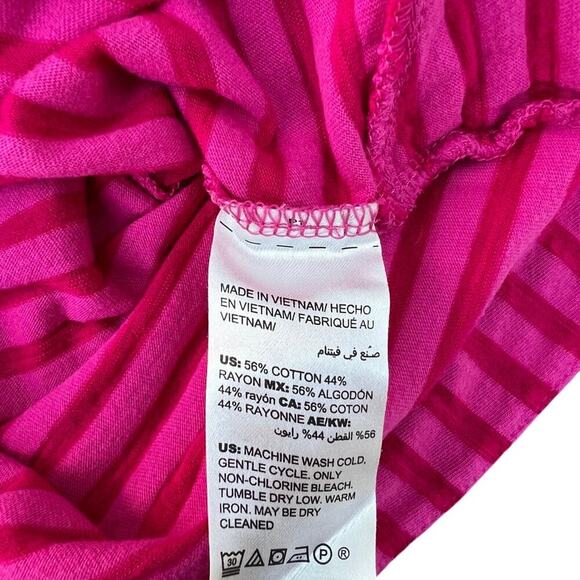 MADE IN VIETNAM/ HECHO
EN VIETNAM/ FABRIQUÉ AU
VIETNAM/
صنع في فيتنام
US: 56% COTTON 44%
RAYON MX: 56% ALGODÓN
44% rayón CA: 56% COTON
44% RAYONNE AE/KW:
56% القطن 44% رايون
US: MACHINE WASH COLD,
GENTLE CYCLE. ONLY
NON-CHLORINE BLEACH.
TUMBLE DRY LOW. WARM
IRON. MAY BE DRY
CLEANED
30 P ®